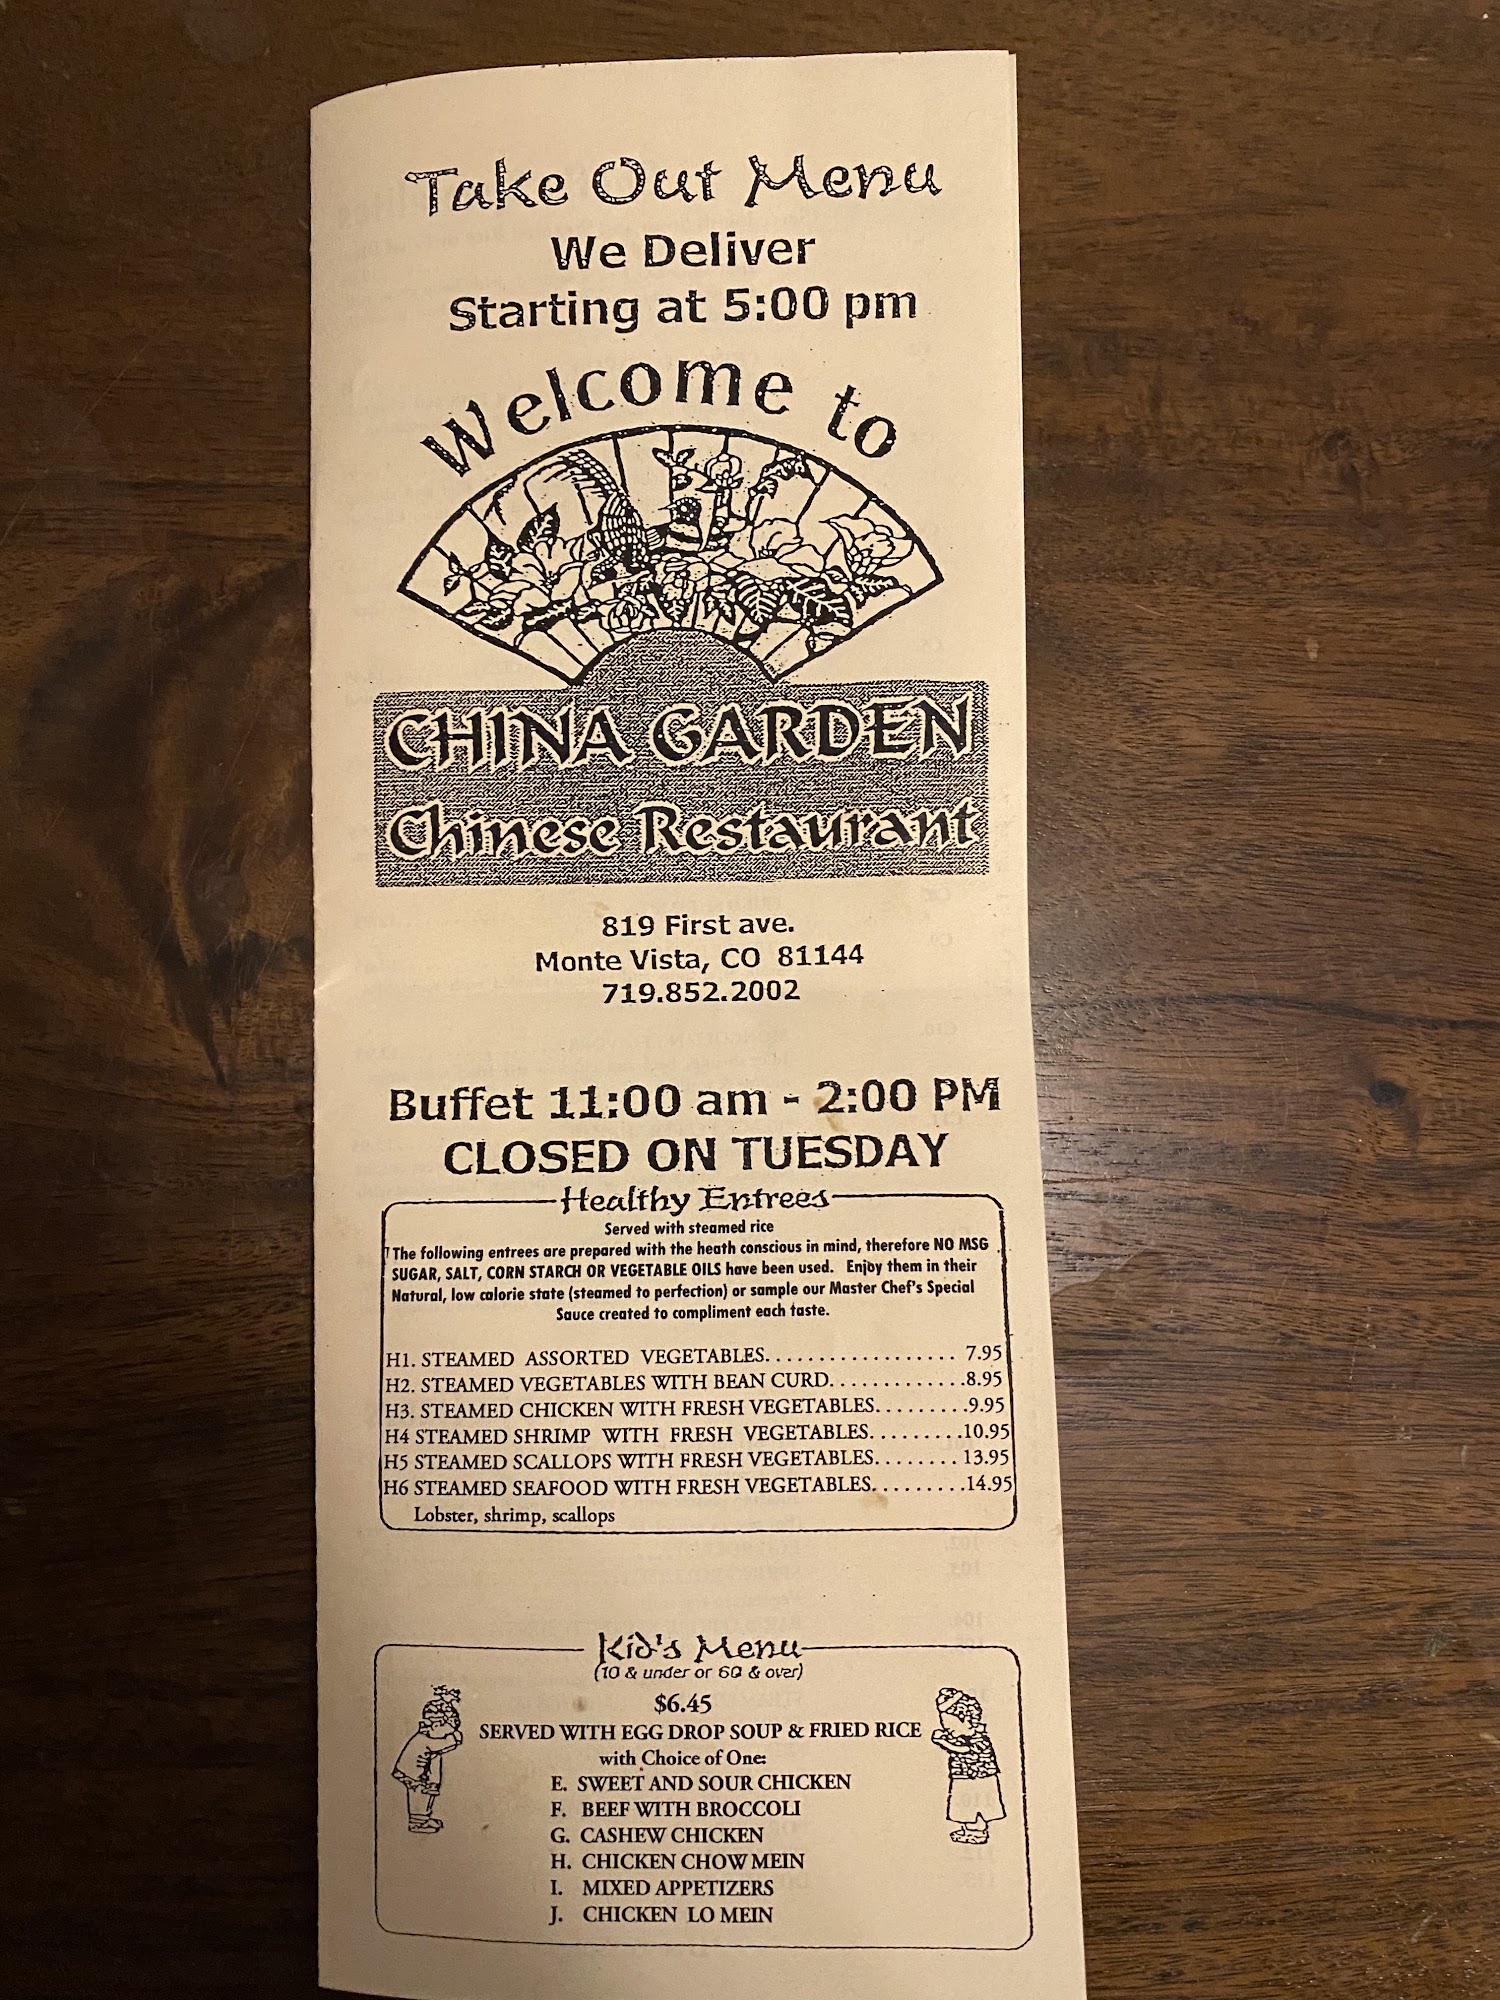 Take Out Menu
We Deliver
Starting at 5:00 pm
Welcome to
CHINA GARDEN
Chinese Restaurant
819 First ave.
Monte Vista, CO 81144
719.852.2002
Buffet 11:00 am - 2:00 PM
CLOSED ON TUESDAY
Healthy Entrees
Served with steamed rice
The following entrees are prepared with the heath conscious in mind, therefore NO MSG
SUGAR, SALT, CORN STARCH OR VEGETABLE OILS have been used. Enjoy them in their
Natural, low calorie state (steamed to perfection) or sample our Master Chef's Special
Sauce created to compliment each taste.
H1. STEAMED ASSORTED VEGETABLES.................. 7.95
H2. STEAMED VEGETABLES WITH BEAN CURD.............8.95
H3. STEAMED CHICKEN WITH FRESH VEGETABLES.........9.95
H4 STEAMED SHRIMP WITH FRESH VEGETABLES.........10.95
H5 STEAMED SCALLOPS WITH FRESH VEGETABLES........ 13.95
H6 STEAMED SEAFOOD WITH FRESH VEGETABLES.........14.95
Lobster, shrimp, scallops
Kid's Menu
(10 & under or 60 & over)
$6.45
SERVED WITH EGG DROP SOUP & FRIED RICE
with Choice of One:
E. SWEET AND SOUR CHICKEN
F. BEEF WITH BROCCOLI
G. CASHEW CHICKEN
H. CHICKEN CHOW MEIN
I. MIXED APPETIZERS
J. CHICKEN LO MEIN